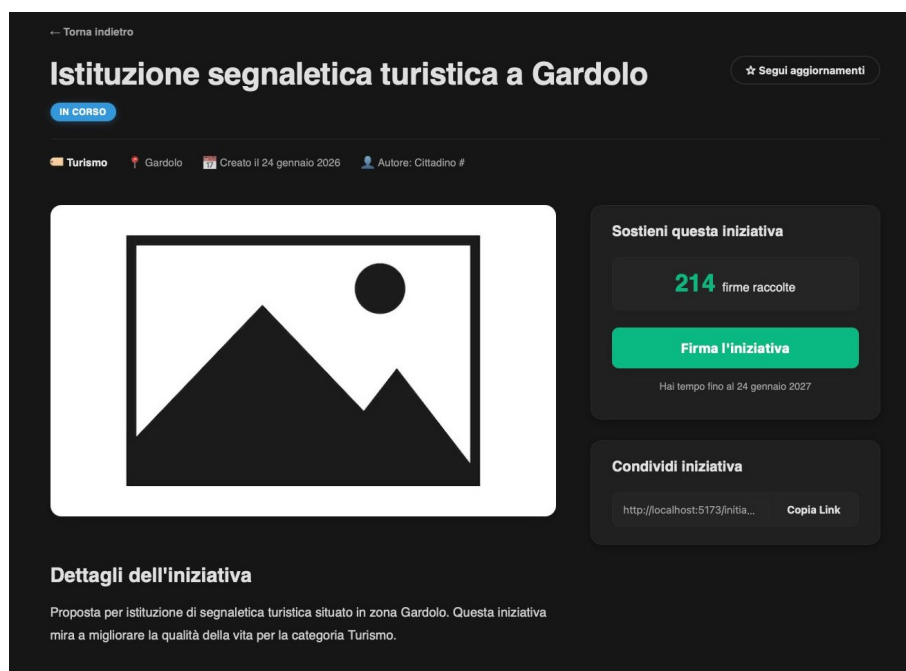 ← Torna indietro
Istituzione segnaletica turistica a Gardolo
☆ Segui aggiornamenti
IN CORSO
Turismo
Gardolo
17 Creato il 24 gennaio 2026
Autore: Cittadino #
Sostieni questa iniziativa
214 firme raccolte
Firma l'iniziativa
Hai tempo fino al 24 gennaio 2027
Condividi iniziativa
http://localhost:5173/initia...
Copia Link
Dettagli dell'iniziativa
Proposta per istituzione di segnaletica turistica situato in zona Gardolo. Questa iniziativa
mira a migliorare la qualità della vita per la categoria Turismo.